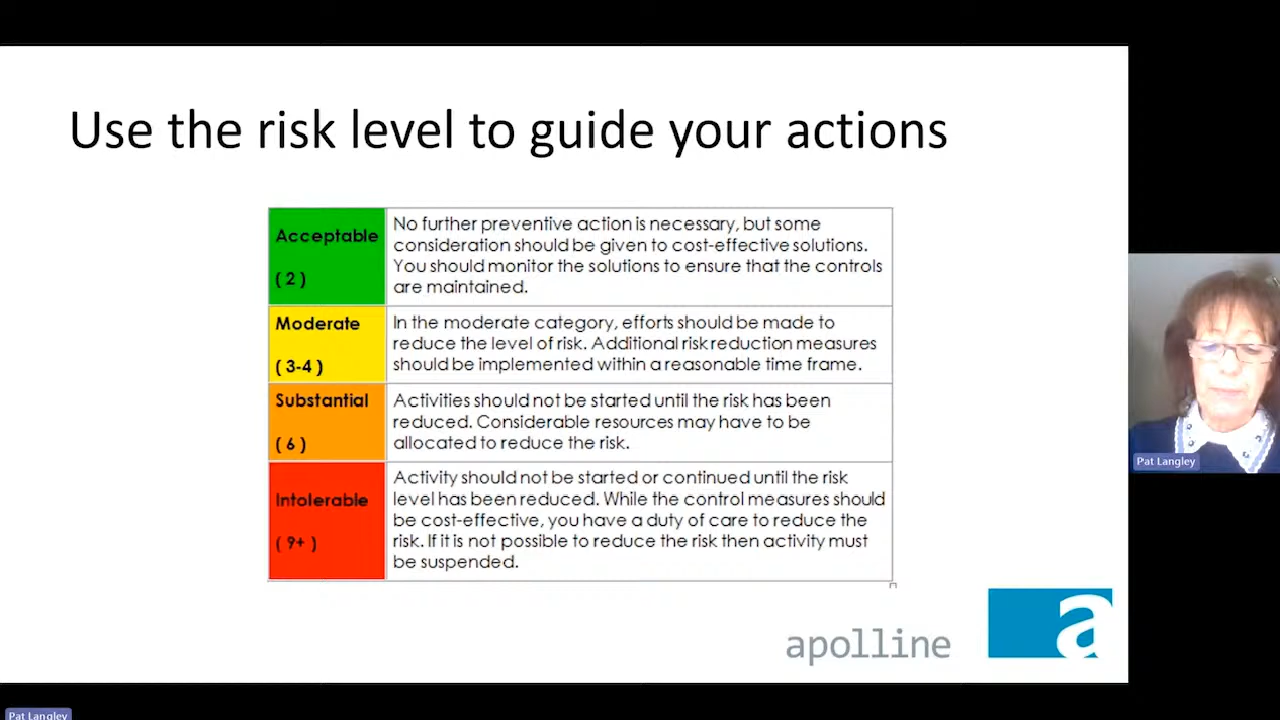 Use the risk level to guide your actions
Acceptable
( 2 )
No further preventive action is necessary, but some
consideration should be given to cost-effective solutions.
You should monitor the solutions to ensure that the controls
are maintained.
Moderate
( 3-4 )
In the moderate category, efforts should be made to
reduce the level of risk. Additional risk reduction measures
should be implemented within a reasonable time frame.
Substantial
( 6 )
Activities should not be started until the risk has been
reduced. Considerable resources may have to be
allocated to reduce the risk.
Intolerable
( 9+ )
Activity should not be started or continued until the risk
level has been reduced. While the control measures should
be cost-effective, you have a duty of care to reduce the
risk. If it is not possible to reduce the risk then activity must
be suspended.
apolline
a
Pat Langley
Pat Langley